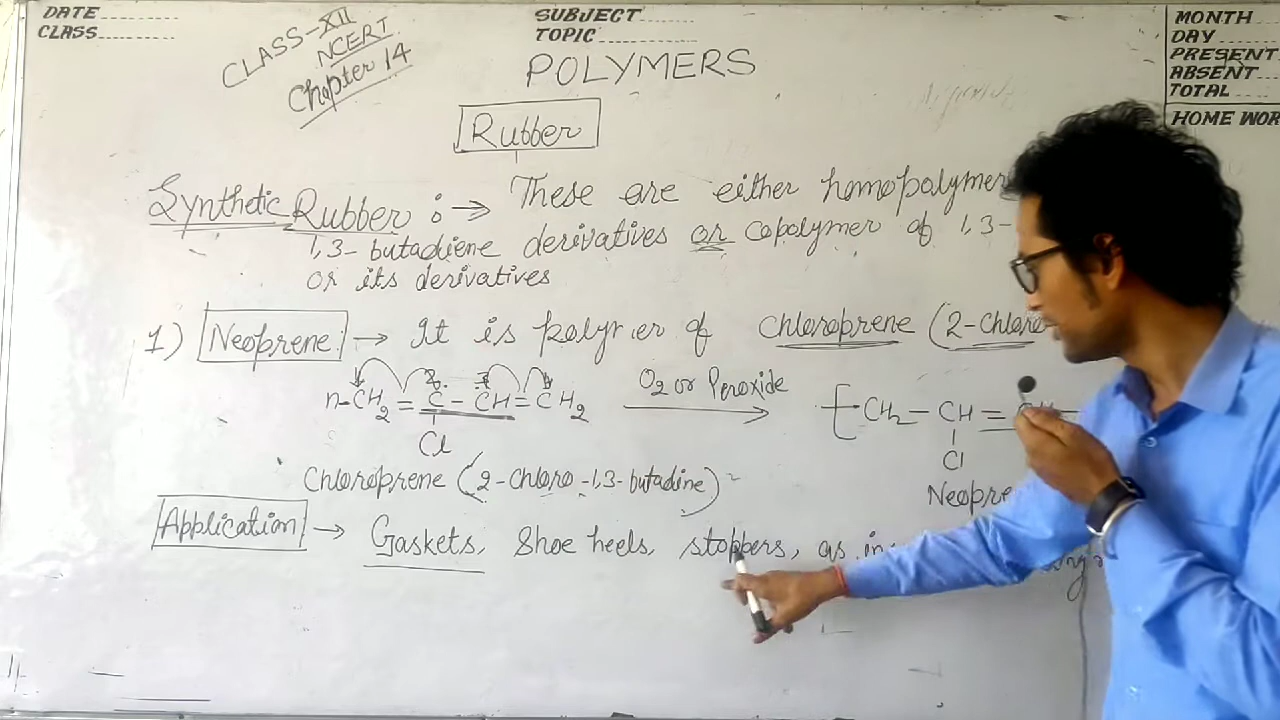 DATE
CLASS
SUBJECT
TOPIC
MONTH
DAY
PRESENT
ABSENT
TOTAL
HOME WOR
CLASS-XII
NCERT
Chapter 14
POLYMERS
Rubber
Synthetic Rubber :→ These are either homopolymer
1,3-butadiene derivatives or copolymer of 1,3-
or its derivatives
1) Neoprene → It is polymer of Chloroprene (2-chloro
n-CH2 = C - CH = CH2 O2 or Peroxide [CH2 - CH =
2 3
Cl
Cl
Chloroprene (2-chloro-1,3-butadine)
Neopre
Application → Gaskets, Shoe heels, stoppers, as in